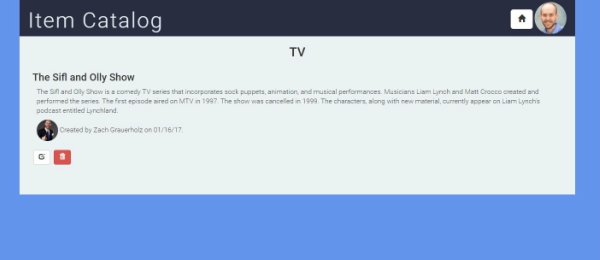 Item Catalog
TV
The Sifl and Olly Show
The Sifl and Olly Show is a comedy TV series that incorporates sock puppets, animation, and musical performances. Musicians Liam Lynch and Matt Crocco created and
performed the series. The first episode aired on MTV in 1997. The show was cancelled in 1999. The characters, along with new material, currently appear on Liam Lynch's
podcast entitled Lynchland.
Created by Zach Grauerholz on 01/16/17.